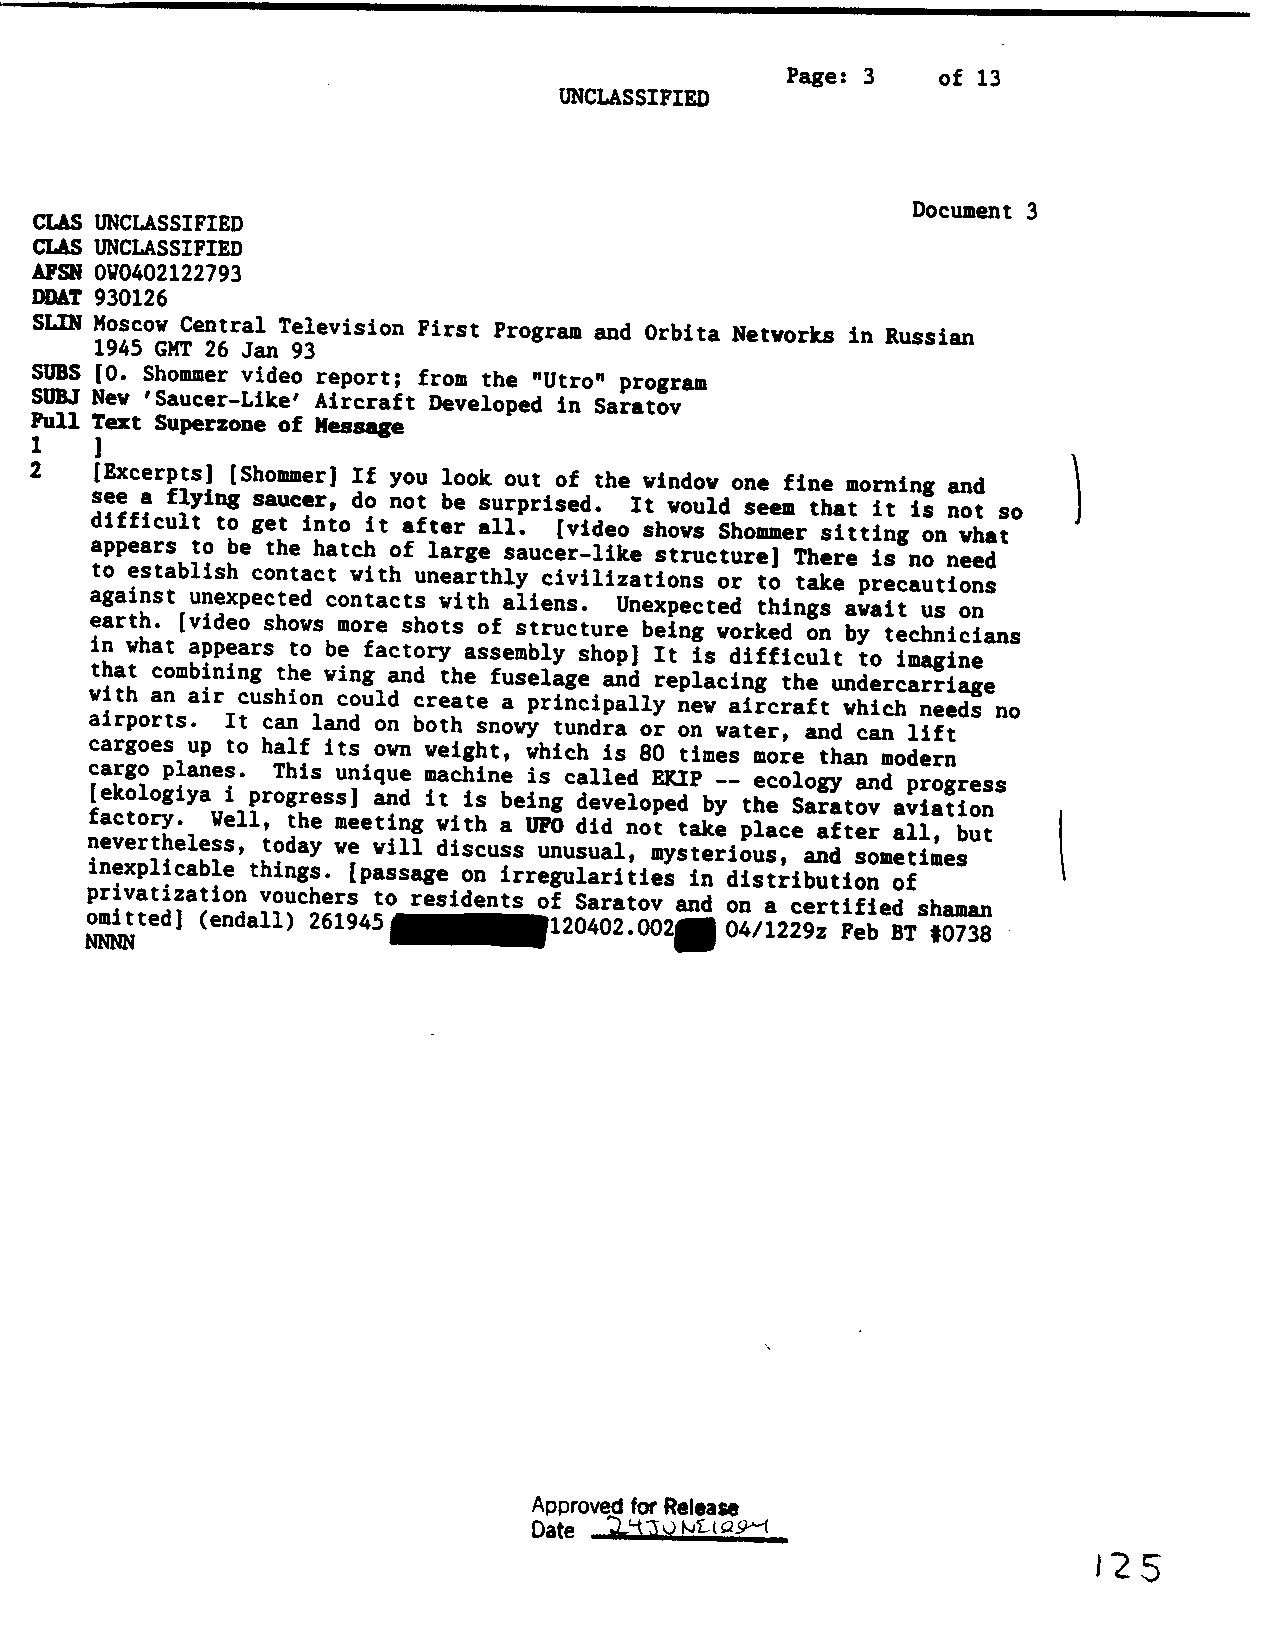 Page: 3 of 13
UNCLASSIFIED
Document 3
CLAS UNCLASSIFIED
CLAS UNCLASSIFIED
AFSN OW0402122793
DDAT 930126
SLIN Moscow Central Television First Program and Orbita Networks in Russian
1945 GMT 26 Jan 93
SUBS [O. Shommer video report; from the "Utro" program
SUBJ New 'Saucer-Like' Aircraft Developed in Saratov
Full Text Superzone of Message
1 ]
2 [Excerpts] [Shommer] If you look out of the window one fine morning and
see a flying saucer, do not be surprised. It would seem that it is not so
difficult to get into it after all. [video shows Shommer sitting on what
appears to be the hatch of large saucer-like structure] There is no need
to establish contact with unearthly civilizations or to take precautions
against unexpected contacts with aliens. Unexpected things await us on
earth. [video shows more shots of structure being worked on by technicians
in what appears to be factory assembly shop] It is difficult to imagine
that combining the wing and the fuselage and replacing the undercarriage
with an air cushion could create a principally new aircraft which needs no
airports. It can land on both snowy tundra or on water, and can lift
cargoes up to half its own weight, which is 80 times more than modern
cargo planes. This unique machine is called EKIP -- ecology and progress
[ekologiya i progress] and it is being developed by the Saratov aviation
factory. Well, the meeting with a UFO did not take place after all, but
nevertheless, today we will discuss unusual, mysterious, and sometimes
inexplicable things. [passage on irregularities in distribution of
privatization vouchers to residents of Saratov and on a certified shaman
omitted] (endall) 261945 120402.002 04/1229z Feb BT #0738
NNNN
Approved for Release
Date 24 JUNE 1994
125